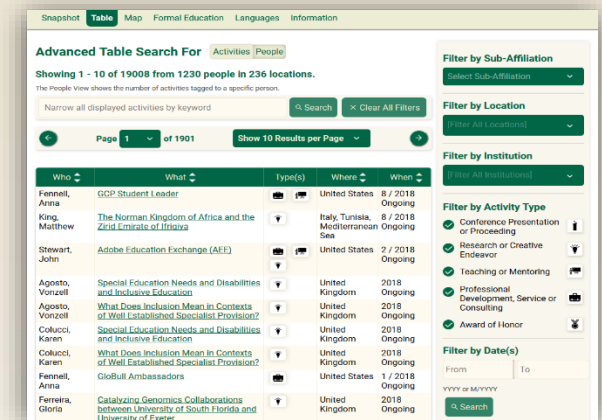 Snapshot Table Map Formal Education Languages Information
Advanced Table Search For Activities People
Showing 1 - 10 of 19008 from 1230 people in 236 locations.
The People View shows the number of activities tagged to a specific person.
Narrow all displayed activities by keyword Search × Clear All Filters
Page 1 of 1901 Show 10 Results per Page
Who What Type(s) Where When
Fennell, Anna GCP Student Leader United States 8 / 2018 Ongoing
King, Matthew The Norman Kingdom of Africa and the Zirid Emirate of Ifriqiya Italy, Tunisia, Mediterranean Sea 8 / 2018 Ongoing
Stewart, John Adobe Education Exchange (AEE) United States 2 / 2018 Ongoing
Agosto, Vonzell Special Education Needs and Disabilities and Inclusive Education United Kingdom 2018 Ongoing
Agosto, Vonzell What Does Inclusion Mean in Contexts of Well Established Specialist Provision? United Kingdom 2018 Ongoing
Colucci, Karen Special Education Needs and Disabilities and Inclusive Education United Kingdom 2018 Ongoing
Colucci, Karen What Does Inclusion Mean in Contexts of Well Established Specialist Provision? United Kingdom 2018 Ongoing
Fennell, Anna GloBull Ambassadors United States 1 / 2018 Ongoing
Ferreira, Gloria Catalyzing Genomics Collaborations between University of South Florida and University of Exeter United Kingdom 2018 Ongoing
Filter by Sub-Affiliation
Select Sub-Affiliation
Filter by Location
[Filter All Locations]
Filter by Institution
[Filter All Institutions]
Filter by Activity Type
Conference Presentation
or Proceeding
Research or Creative
Endeavor
Teaching or Mentoring
Professional
Development, Service or
Consulting
Award of Honor
Filter by Date(s)
From To
YYYY or M/YYYY
Search